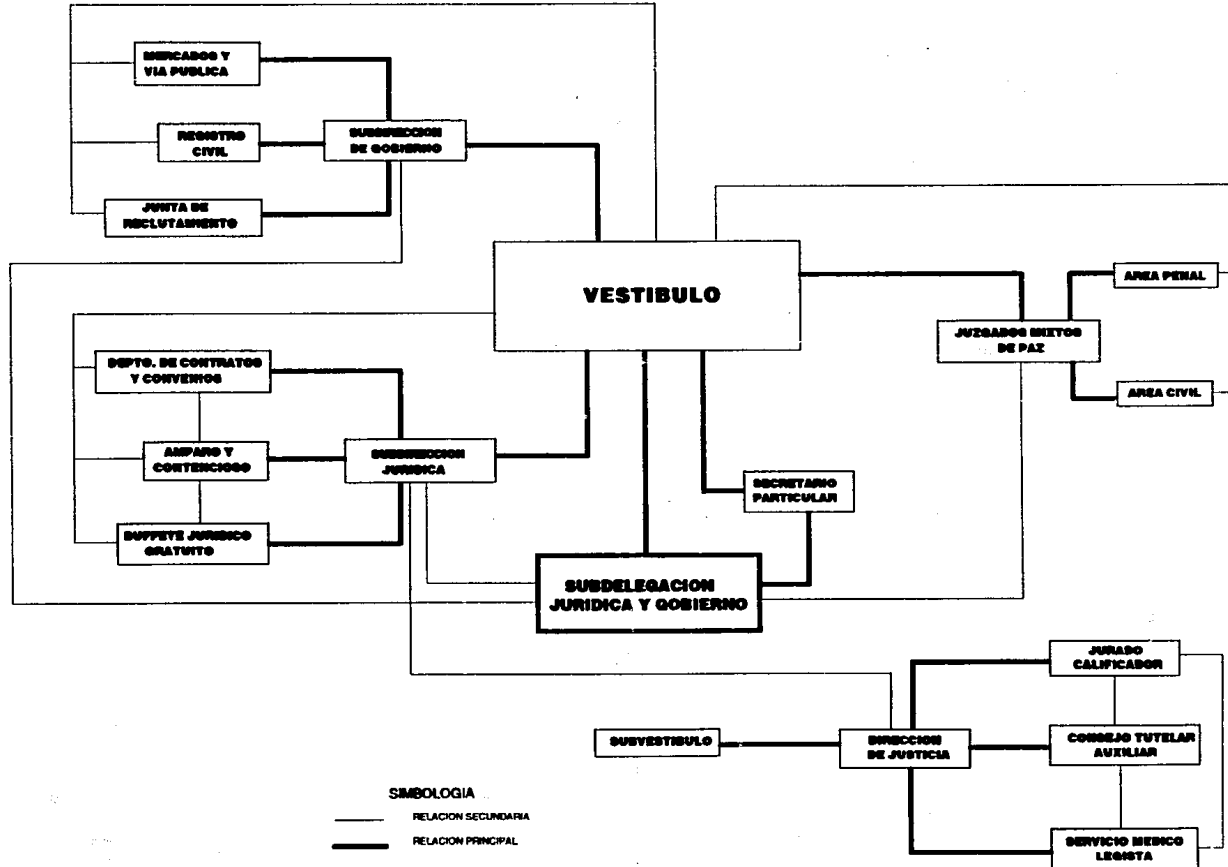 MERCADOS Y
VIA PUBLICA
REGISTRO
CIVIL
JUNTA DE
RECLUTAMIENTO
SUBDIRECCION
DE GOBIERNO
VESTIBULO
AREA PENAL
JUZGADOS MIXTOS
DE PAZ
AREA CIVIL
DEPTO. DE CONTRATOS
Y CONVENIOS
AMPARO Y
CONTENCIOSO
BUFFETE JURIDICO
GRATUITO
SUBDIRECCION
JURIDICA
SECRETARIO
PARTICULAR
SUBDELEGACION
JURIDICA Y GOBIERNO
SUBVESTIBULO
DIRECCION
DE JUSTICIA
JURASO
CALIFICADOR
CONSEJO TUTELAR
AUXILIAR
SERVICIO MEDICO
LEGISTA
SIMBOLOGIA
RELACION SECUNDARIA
RELACION PRINCIPAL